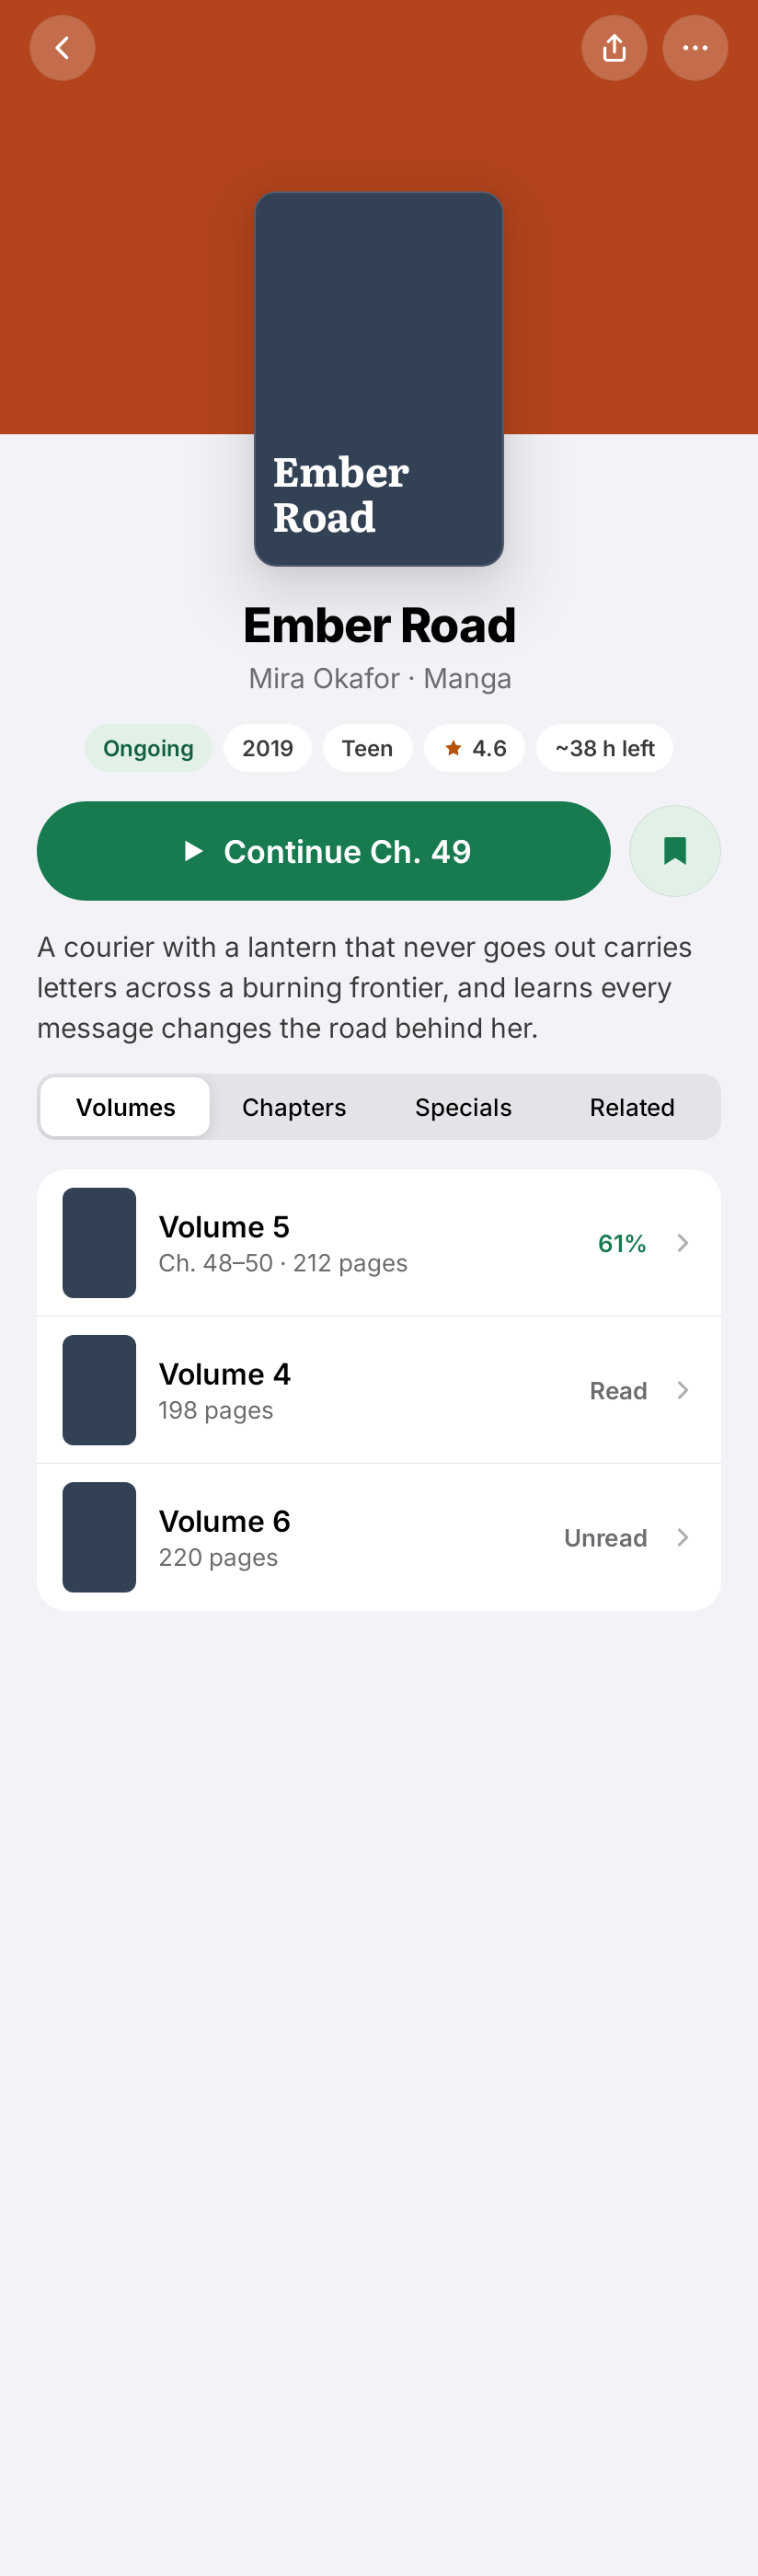 Ember
Road
Ember Road
Mira Okafor · Manga
Ongoing 2019 Teen ★ 4.6 ~38 h left
Continue Ch. 49
A courier with a lantern that never goes out carries
letters across a burning frontier, and learns every
message changes the road behind her.
Volumes Chapters Specials Related
Volume 5
Ch. 48–50 · 212 pages
61%
Volume 4
198 pages
Read
Volume 6
220 pages
Unread